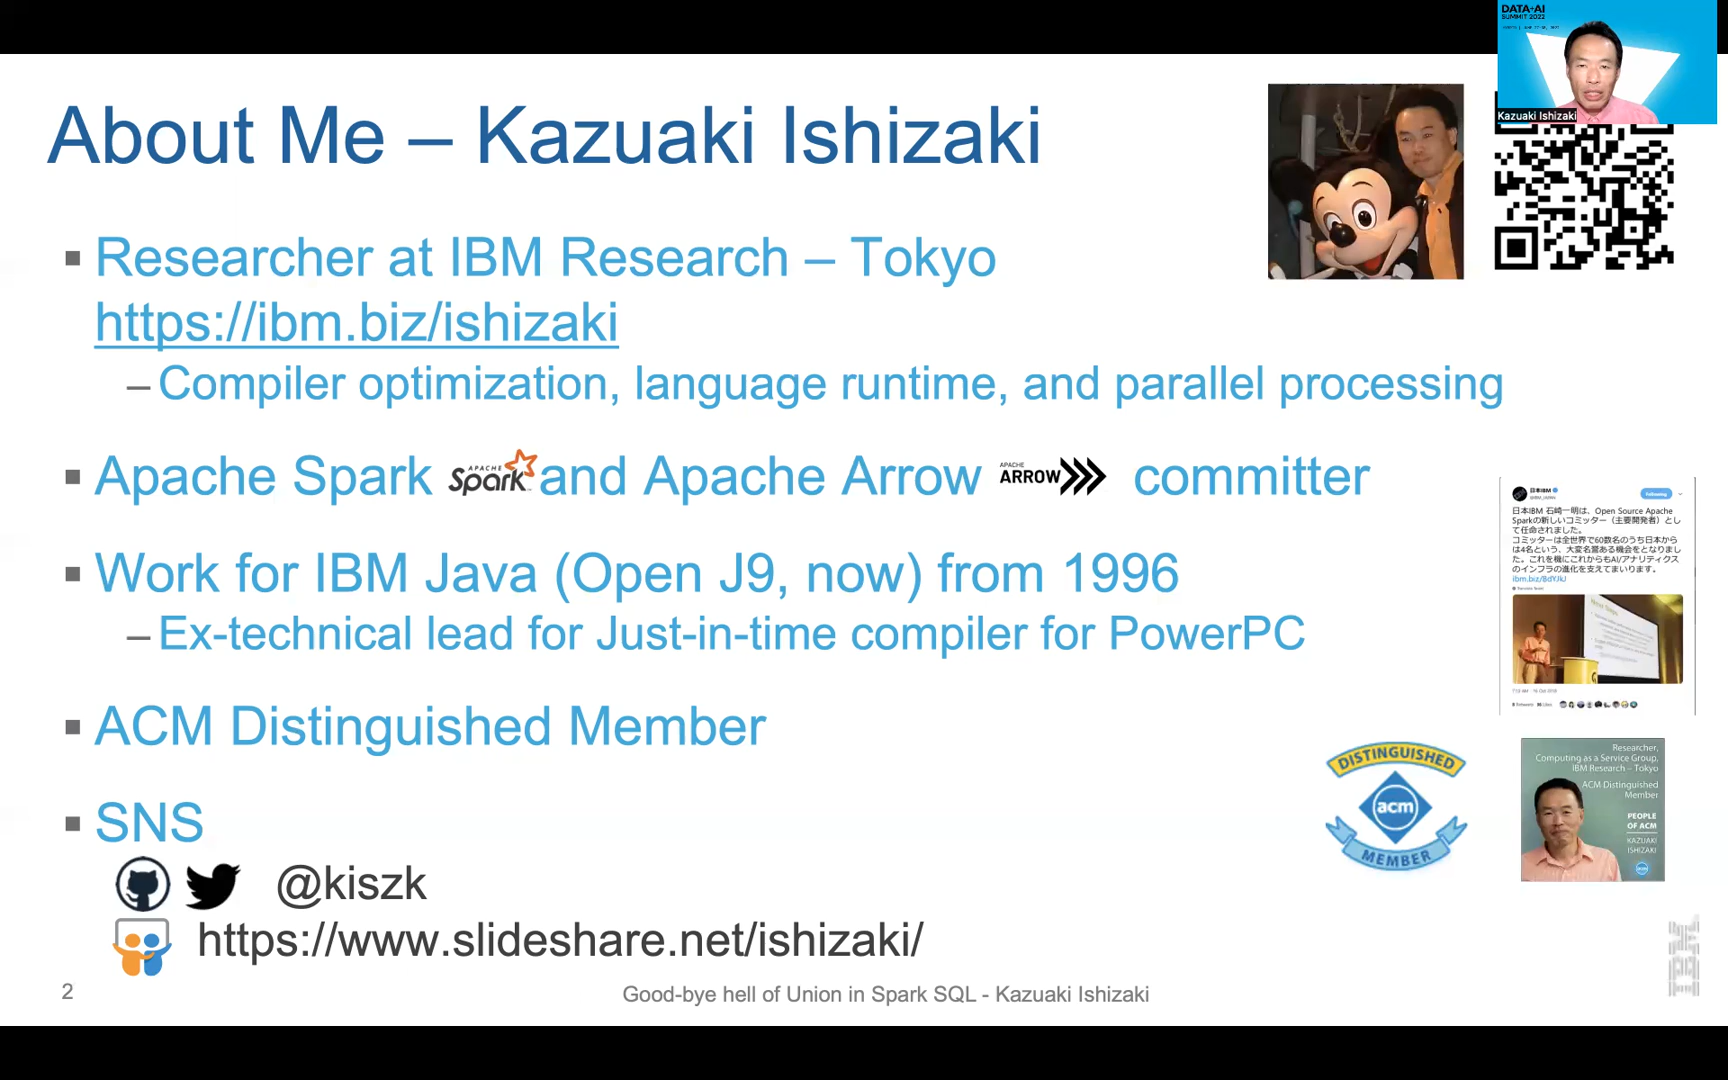 DATA+AI
SUMMIT 2022
Kazuaki Ishizaki
About Me – Kazuaki Ishizaki
▪ Researcher at IBM Research – Tokyo
https://ibm.biz/ishizaki
– Compiler optimization, language runtime, and parallel processing
▪ Apache Spark APACHE Spark and Apache Arrow APACHE ARROW committer
▪ Work for IBM Java (Open J9, now) from 1996
– Ex-technical lead for Just-in-time compiler for PowerPC
▪ ACM Distinguished Member
▪ SNS
@kiszk
https://www.slideshare.net/ishizaki/
日本IBM
Following
日本IBM 石崎一明は、Open Source Apache
Sparkの新しいコミッター（主要開発者）とし
て任命されました。
コミッターは全世界で60数名のうち日本から
は4名という、大変名誉ある機会をとなりまし
た。これを機にこれからもAI/アナリティクス
のインフラの進化を支えてまいります。
ibm.biz/BdYJkJ
DISTINGUISHED
acm
MEMBER
Researcher,
Computing as a Service Group,
IBM Research – Tokyo
ACM Distinguished
Member
PEOPLE
OF ACM
KAZUAKI
ISHIZAKI
IBM
2
Good-bye hell of Union in Spark SQL - Kazuaki Ishizaki